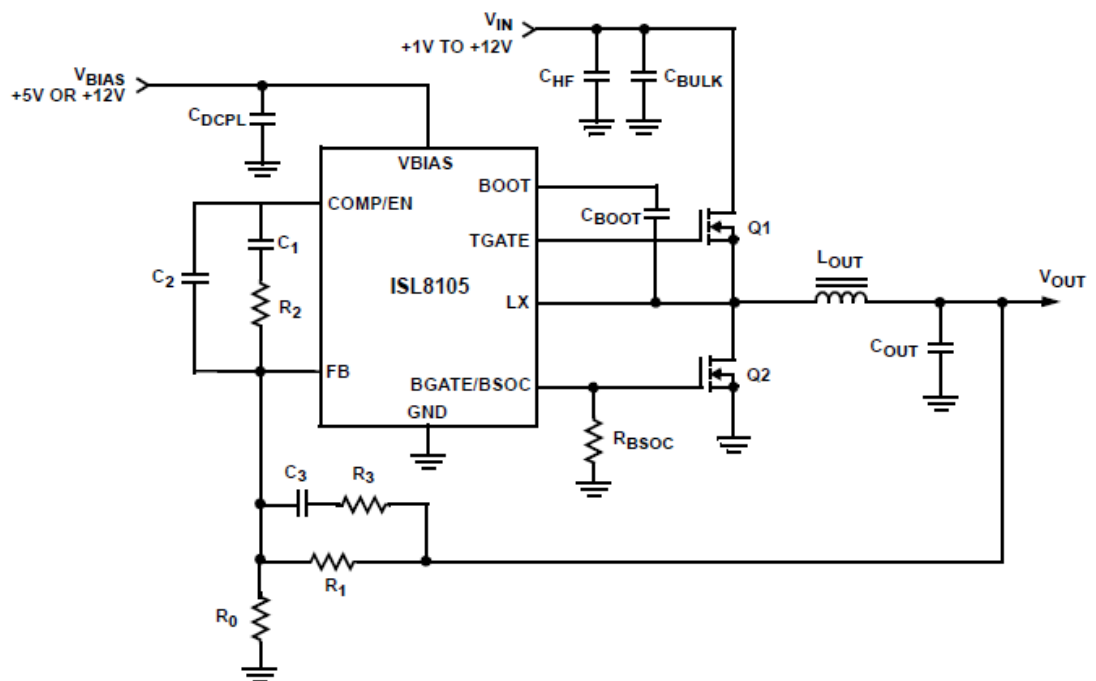 VIN
+1V TO +12V
VBIAS
+5V OR +12V
CHF
CBULK
CDCPL
VBIAS
BOOT
COMP/EN
CBOOT
TGATE
Q1
C1
C2
ISL8105
LOUT
VOUT
R2
LX
COUT
FB
Q2
BGATE/BSOC
GND
RBSOC
C3
R3
R1
R0